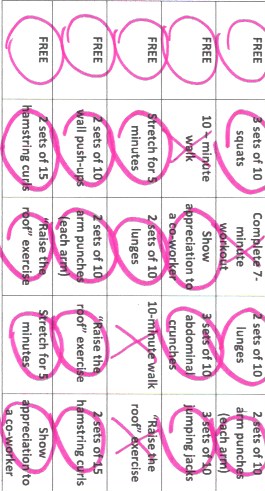 FREE
3 sets of 10
squats
Complete 7-
minute
workout
2 sets of 10
lunges
2 sets of 10
arm punches
(each arm)
FREE
10 – minute
walk
Show
appreciation to
a co-worker
3 sets of 10
abdominal
crunches
3 sets of 10
jumping jacks
FREE
Stretch for 5
minutes
2 sets of 10
lunges
10-minute walk
"Raise the
roof" exercise
FREE
2 sets of 10
wall push-ups
2 sets of 10
arm punches
(each arm)
"Raise the
roof" exercise
2 sets of 15
hamstring curls
FREE
2 sets of 15
hamstring curls
"Raise the
roof" exercise
Stretch for 5
minutes
Show
appreciation to
a co-worker